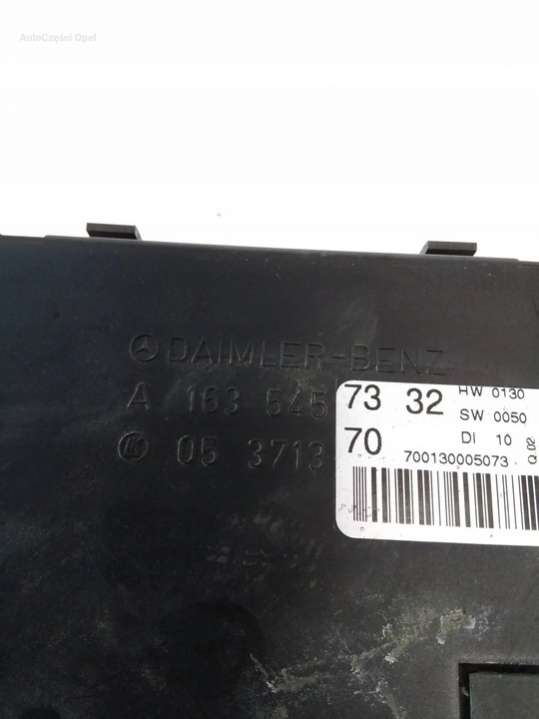 AutoCzęści Opel
DAIMLER-BENZ
A 163 545 73 32
05 3713 70
HW 0130
SW 0050
DI 10
700130005073